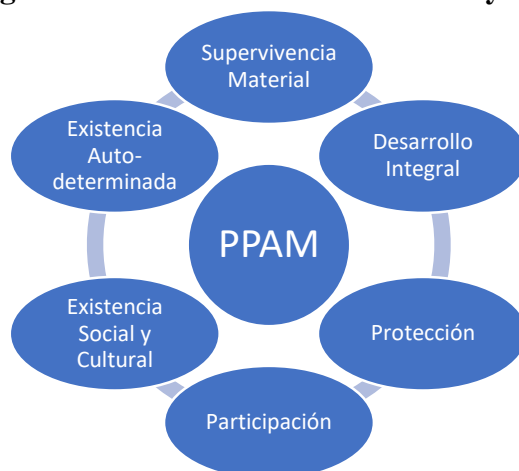 Supervivencia
Material
Desarrollo
Integral
Protección
Participación
Existencia
Social y
Cultural
Existencia
Auto-
determinada
PPAM